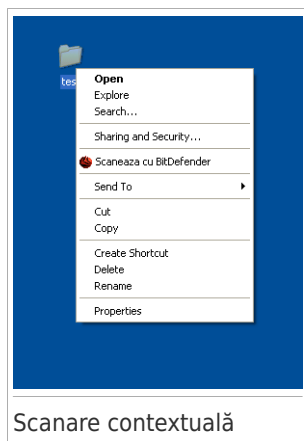 tes
Open
Explore
Search...
Sharing and Security...
Scaneaza cu BitDefender
Send To
Cut
Copy
Create Shortcut
Delete
Rename
Properties
Scanare contextuală